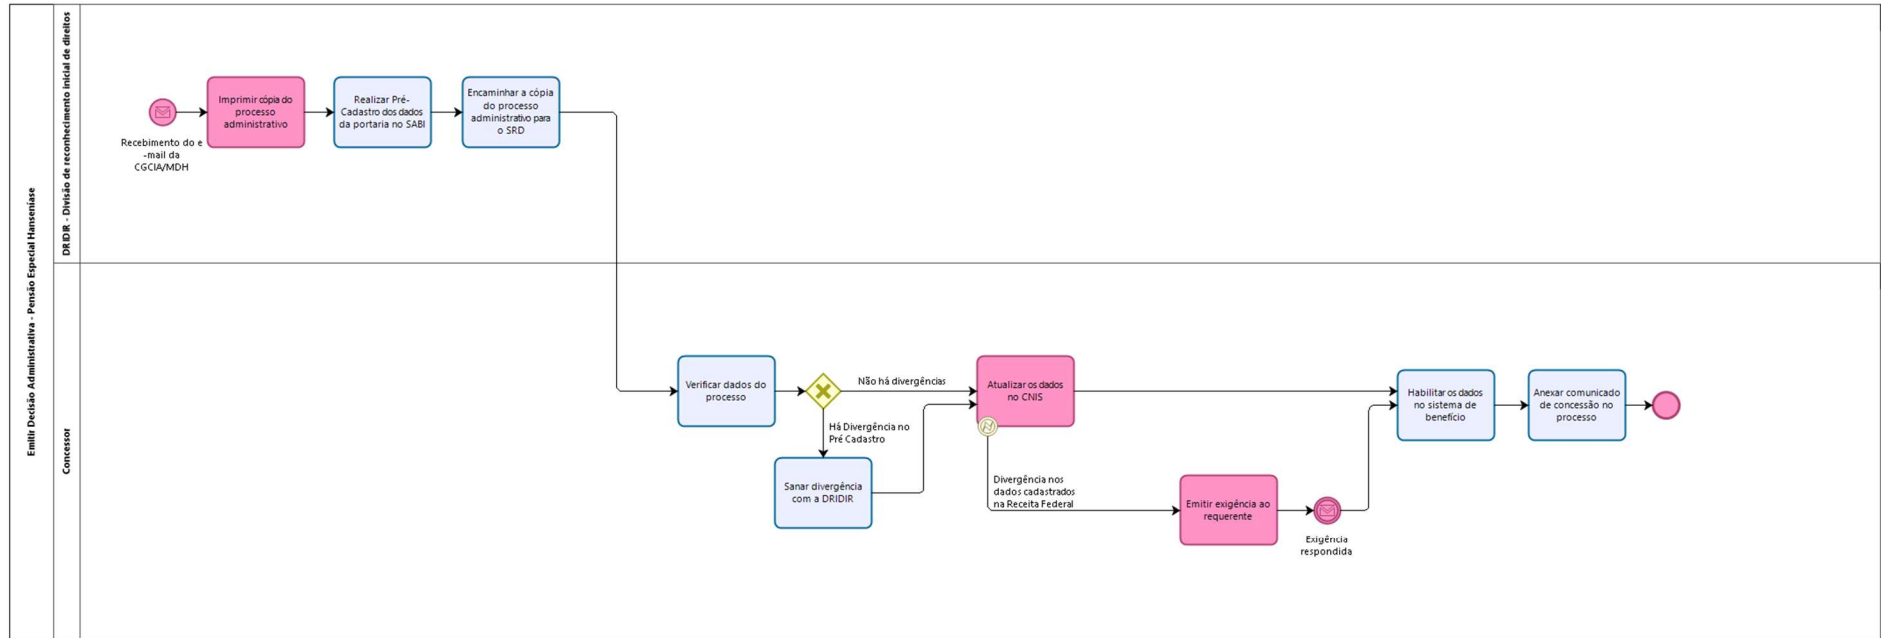 Emitir Decisão Administrativa - Pensão Especial Hanseníase
DRIDIR - Divisão de reconhecimento inicial de direitos
Recebimento do e
-mail da
CGCIA/MDH
Imprimir cópia do
processo
administrativo
Realizar Pré-
Cadastro dos dados
da portaria no SABI
Encaminhar a cópia
do processo
administrativo para
o SRD
Concessor
Verificar dados do
processo
Não há divergências
Há Divergência no
Pré Cadastro
Sanar divergência
com a DRIDIR
Atualizar os dados
no CNIS
Divergência nos
dados cadastrados
na Receita Federal
Emitir exigência ao
requerente
Exigência
respondida
Habilitar os dados
no sistema de
benefício
Anexar comunicado
de concessão no
processo